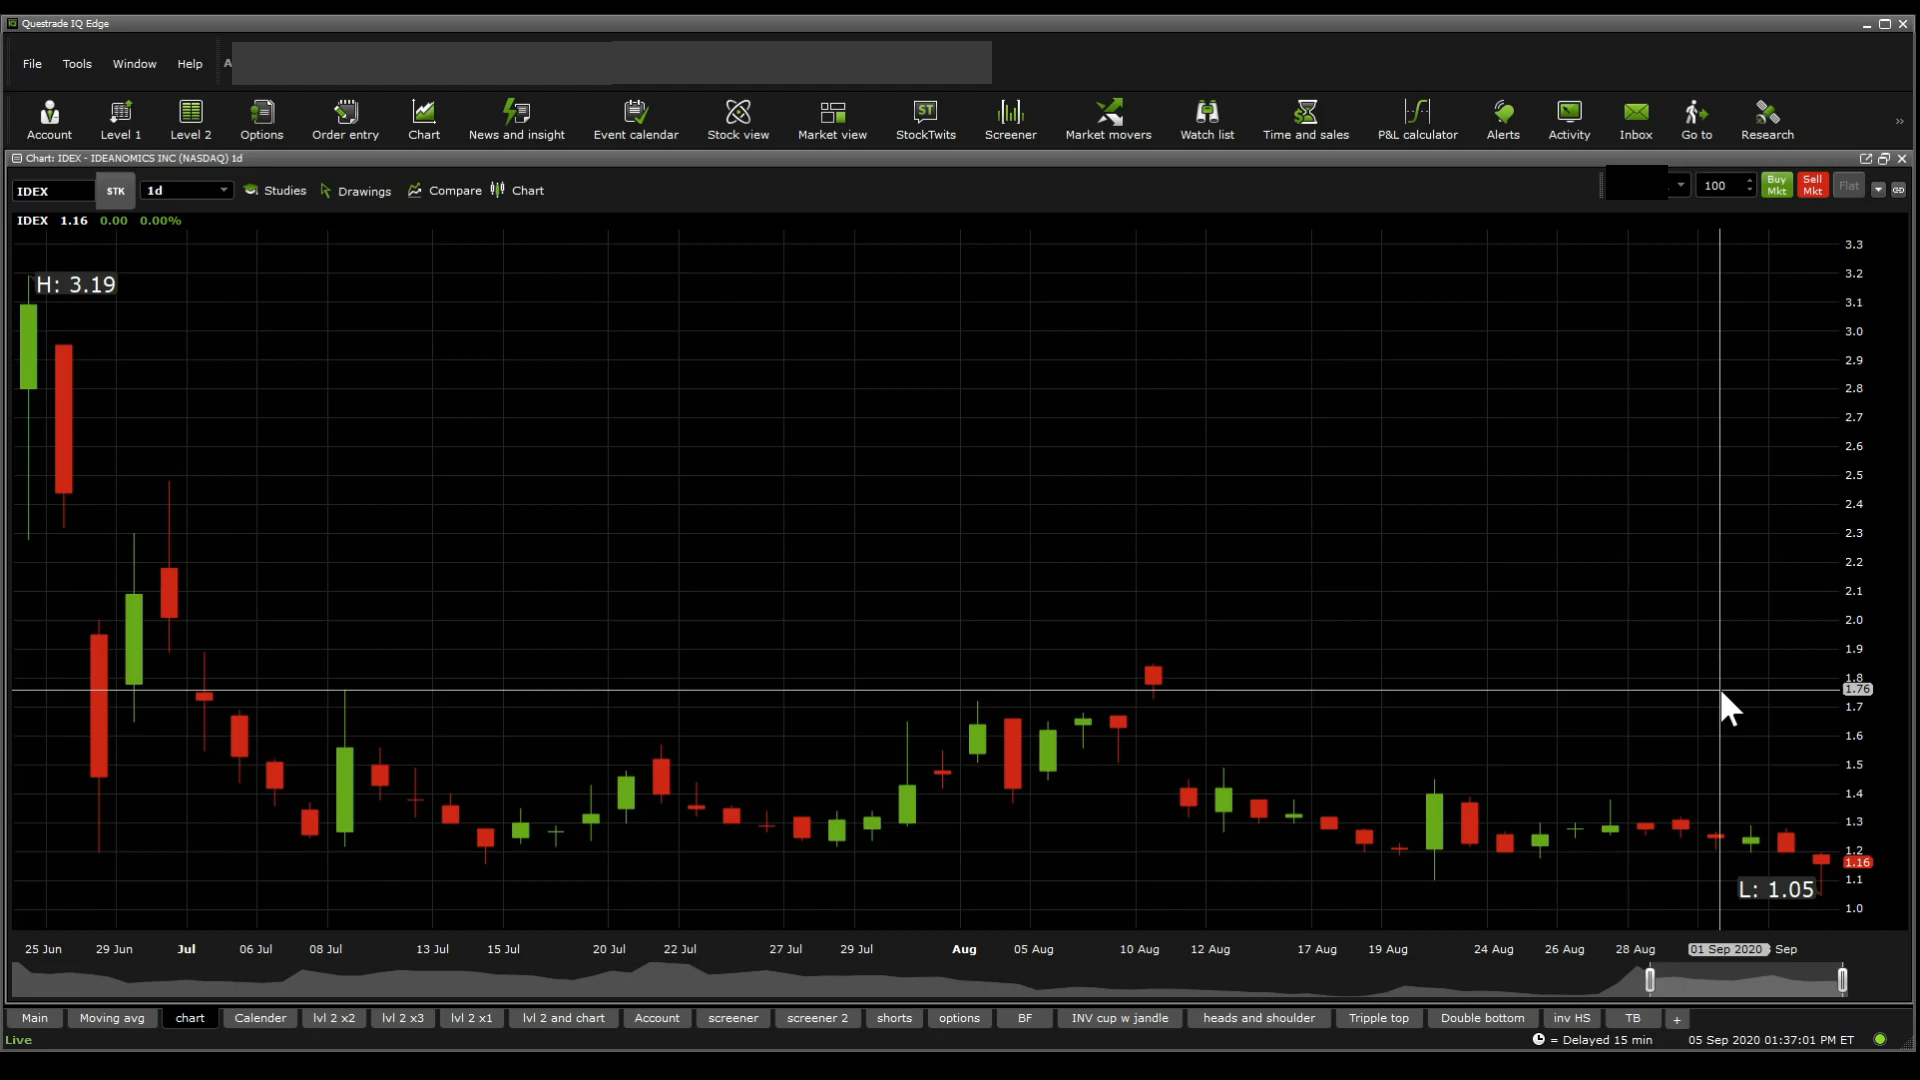 Questrade IQ Edge
File Tools Window Help A
Account Level 1 Level 2 Options Order entry Chart News and insight Event calendar Stock view Market view StockTwits Screener Market movers Watch list Time and sales P&L calculator Alerts Activity Inbox Go to Research »
Chart: IDEX - IDEANOMICS INC (NASDAQ) 1d
IDEX STK 1d Studies Drawings Compare Chart 100 Buy Mkt Sell Mkt Flat
IDEX 1.16 0.00 0.00%
3.3
3.2
H: 3.19
3.1
3.0
2.9
2.8
2.7
2.6
2.5
2.4
2.3
2.2
2.1
2.0
1.9
1.8
1.76
1.7
1.6
1.5
1.4
1.3
1.2
1.16
1.1
L: 1.05
1.0
25 Jun 29 Jun Jul 06 Jul 08 Jul 13 Jul 15 Jul 20 Jul 22 Jul 27 Jul 29 Jul Aug 05 Aug 10 Aug 12 Aug 17 Aug 19 Aug 24 Aug 26 Aug 28 Aug 01 Sep 2020 Sep
Main Moving avg chart Calender lvl 2 x2 lvl 2 x3 lvl 2 x1 lvl 2 and chart Account screener screener 2 shorts options BF INV cup w jandle heads and shoulder Tripple top Double bottom inv HS TB +
Live = Delayed 15 min 05 Sep 2020 01:37:01 PM ET